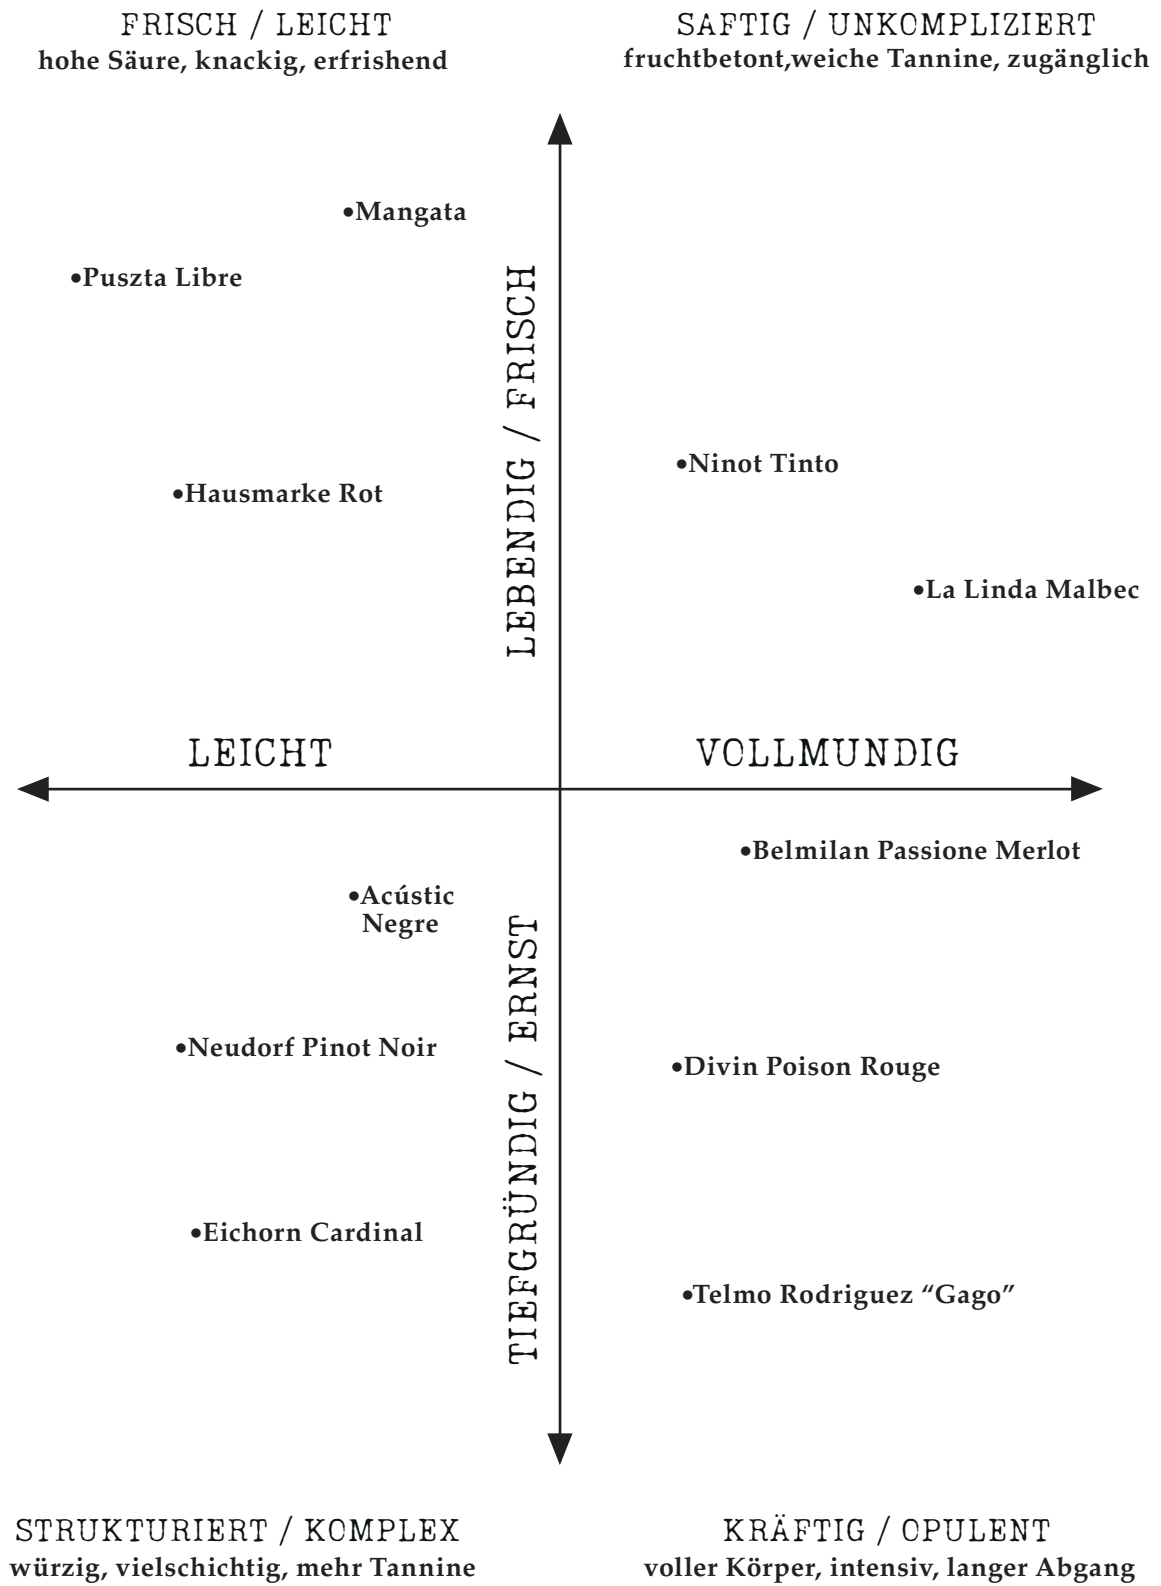 FRISCH / LEICHT
hohe Säure, knackig, erfrishend
SAFTIG / UNKOMPLIZIERT
fruchtbetont,weiche Tannine, zugänglich
•Mangata
•Puszta Libre
LEBENDIG / FRISCH
•Ninot Tinto
•Hausmarke Rot
•La Linda Malbec
LEICHT
VOLLMUNDIG
•Belmilan Passione Merlot
•Acústic
Negre
TIEFGRÜNDIG / ERNST
•Neudorf Pinot Noir
•Divin Poison Rouge
•Eichorn Cardinal
•Telmo Rodriguez “Gago”
STRUKTURIERT / KOMPLEX
würzig, vielschichtig, mehr Tannine
KRÄFTIG / OPULENT
voller Körper, intensiv, langer Abgang